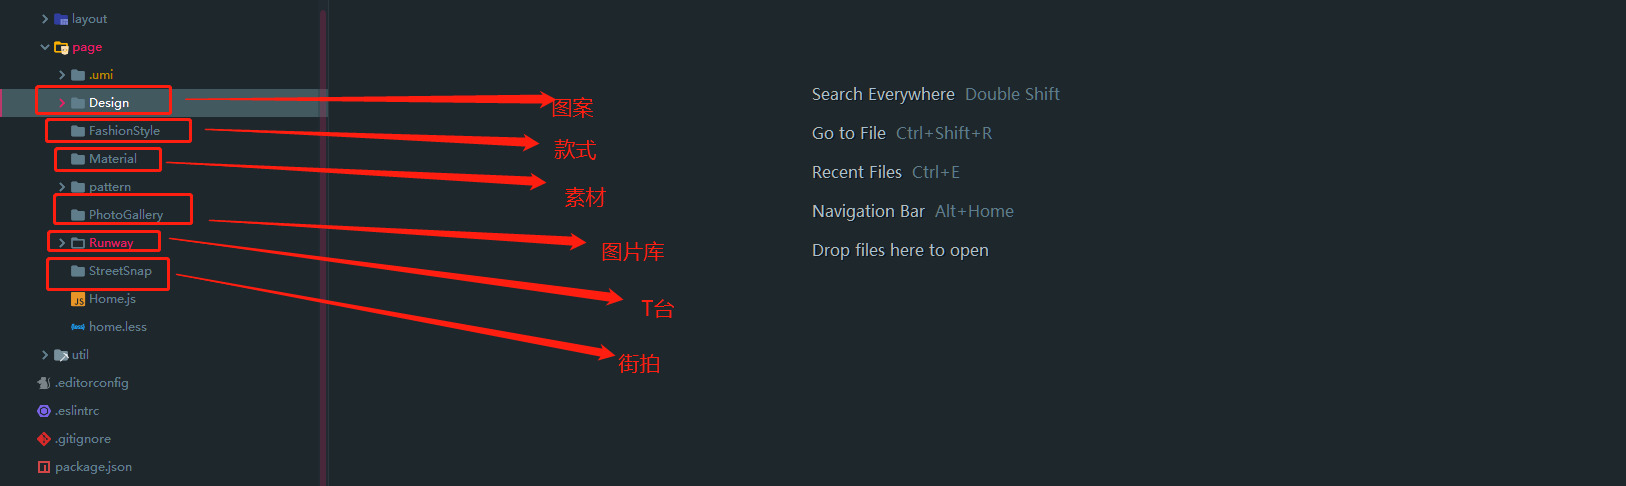 layout
page
.umi
Design
图案
FashionStyle
款式
Material
素材
pattern
PhotoGallery
图片库
Runway
T台
StreetSnap
街拍
Home.js
home.less
util
.editorconfig
.eslintrc
.gitignore
package.json
Search Everywhere Double Shift
Go to File Ctrl+Shift+R
Recent Files Ctrl+E
Navigation Bar Alt+Home
Drop files here to open